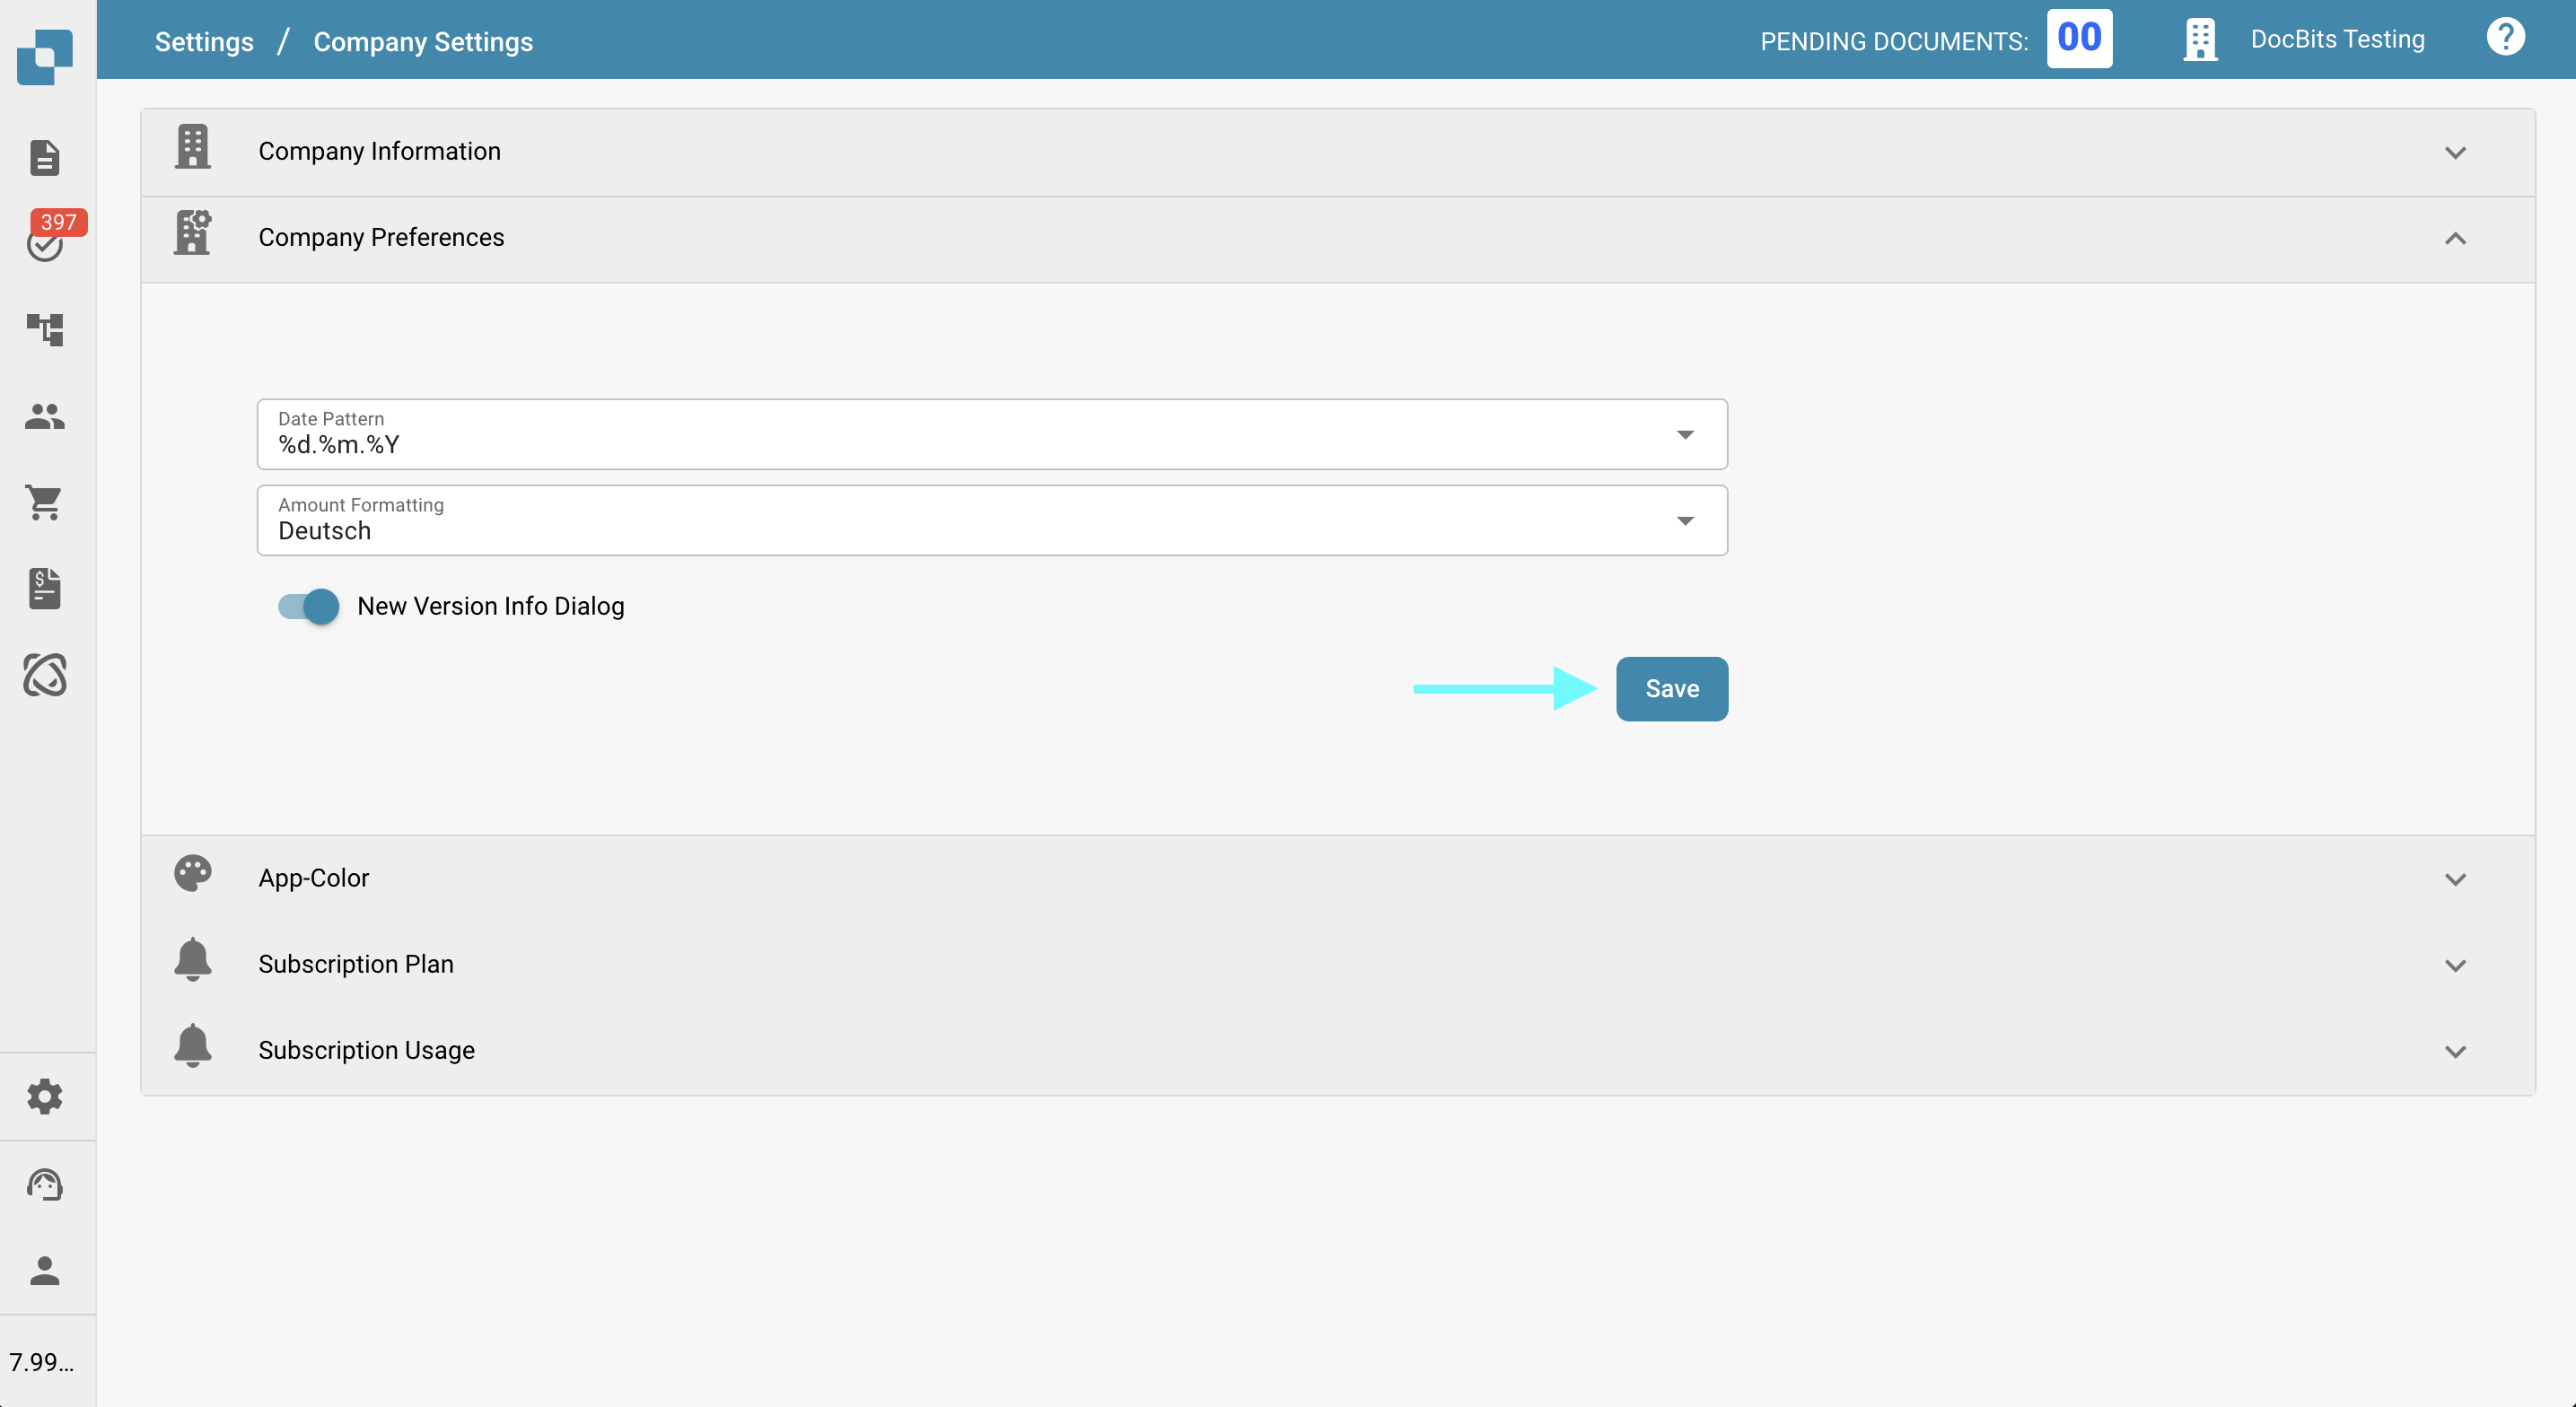 Settings / Company Settings
PENDING DOCUMENTS: 00
DocBits Testing
?
397
Company Information
Company Preferences
Date Pattern
%d.%m.%Y
Amount Formatting
Deutsch
New Version Info Dialog
Save
App-Color
Subscription Plan
Subscription Usage
7.99...